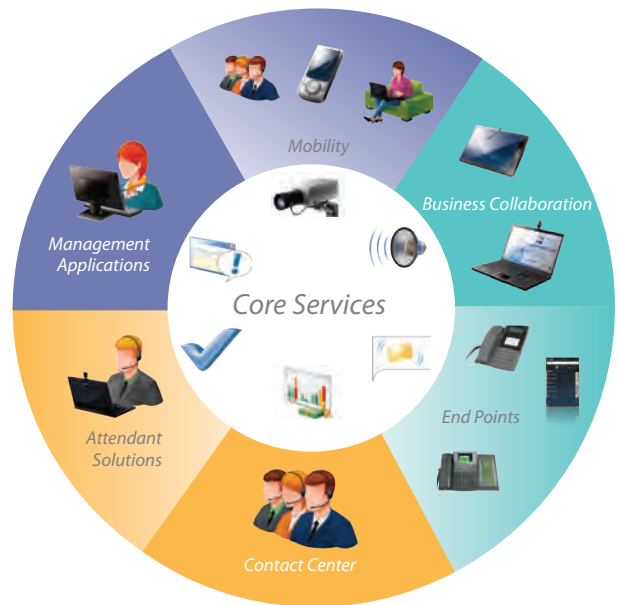 Mobility
Business Collaboration
Management
Applications
Core Services
End Points
Attendant
Solutions
Contact Center